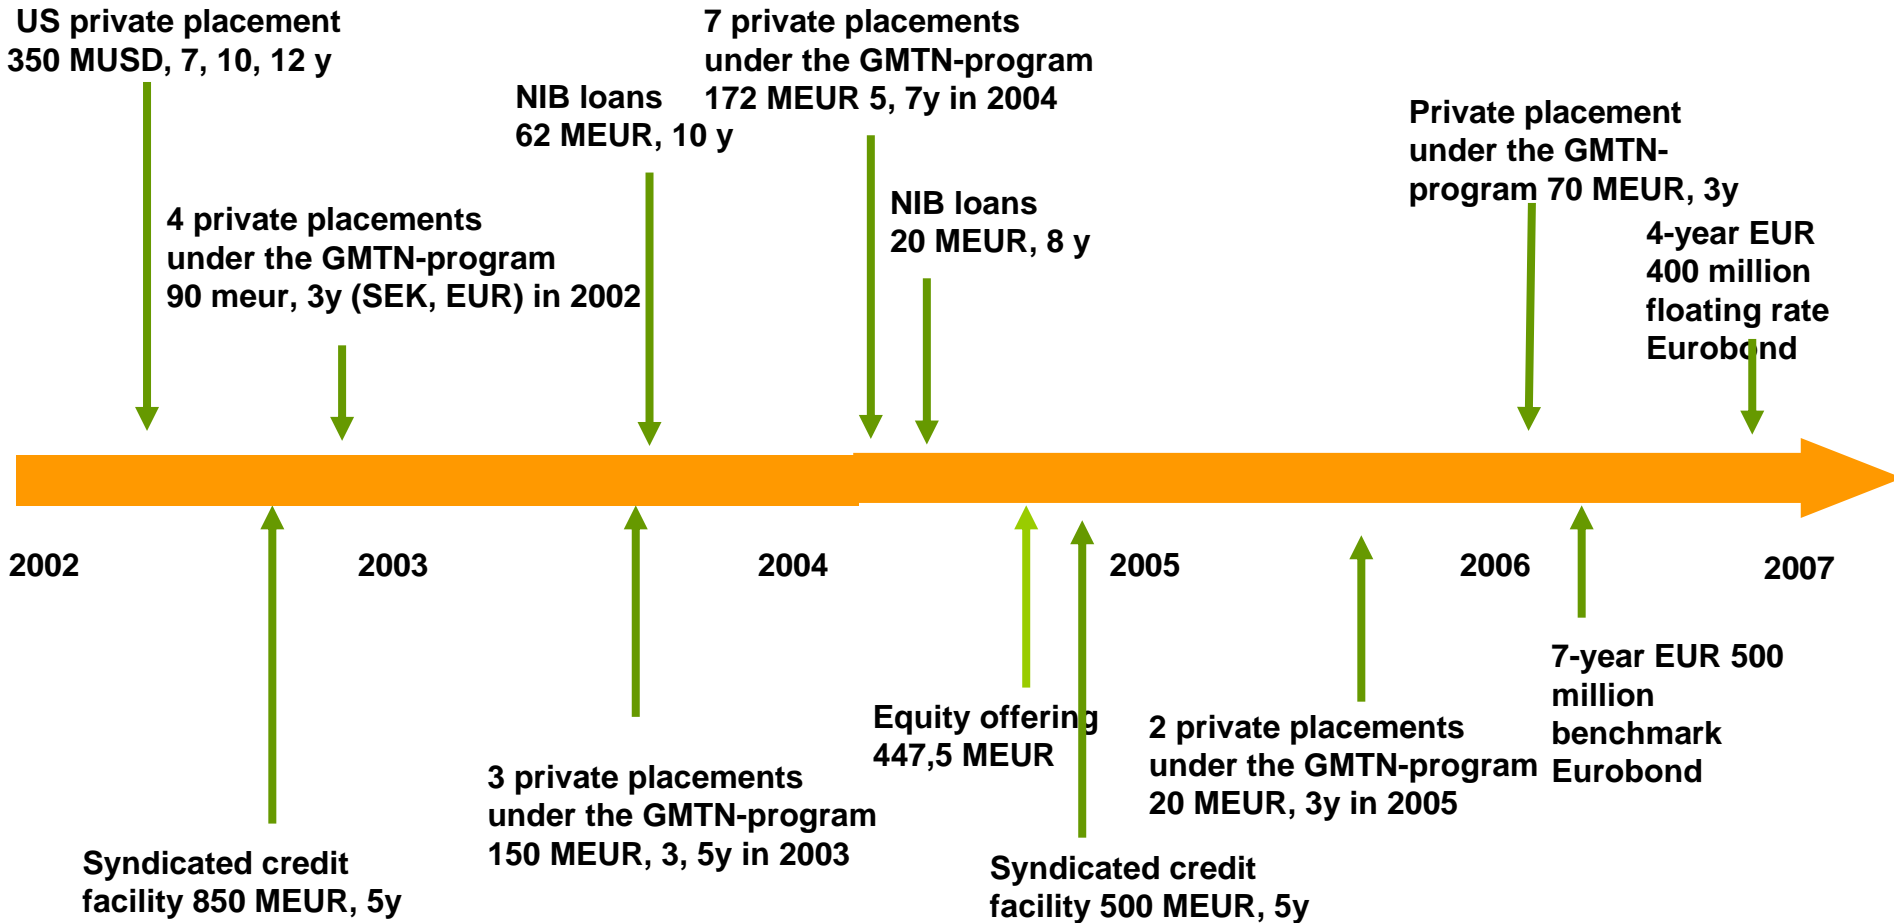 US private placement
350 MUSD, 7, 10, 12 y
4 private placements
under the GMTN-program
90 meur, 3y (SEK, EUR) in 2002
NIB loans
62 MEUR, 10 y
7 private placements
under the GMTN-program
172 MEUR 5, 7y in 2004
NIB loans
20 MEUR, 8 y
Private placement
under the GMTN-
program 70 MEUR, 3y
4-year EUR
400 million
floating rate
Eurobond
2002
2003
2004
2005
2006
2007
Syndicated credit
facility 850 MEUR, 5y
3 private placements
under the GMTN-program
150 MEUR, 3, 5y in 2003
Equity offering
447,5 MEUR
Syndicated credit
facility 500 MEUR, 5y
2 private placements
under the GMTN-program
20 MEUR, 3y in 2005
7-year EUR 500
million
benchmark
Eurobond